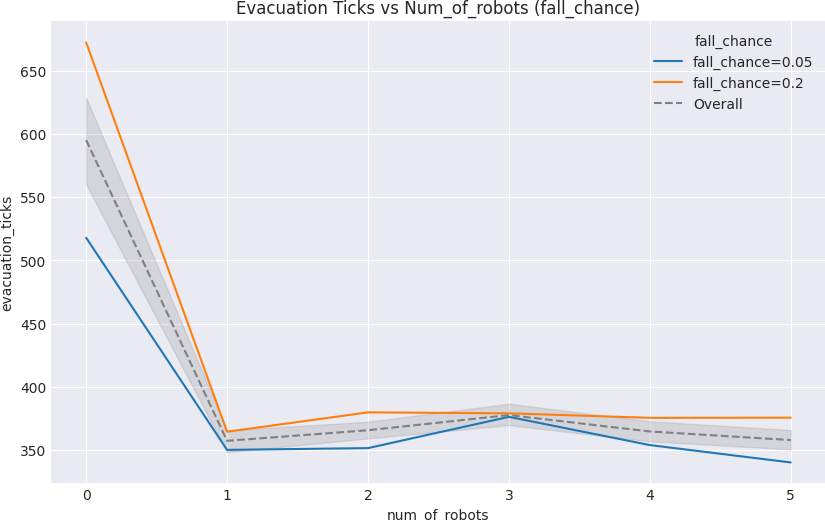 Evacuation Ticks vs Num_of_robots (fall_chance)
fall_chance
fall_chance=0.05
fall_chance=0.2
Overall
evacuation_ticks
650
600
550
500
450
400
350
0 1 2 3 4 5
num_of_robots